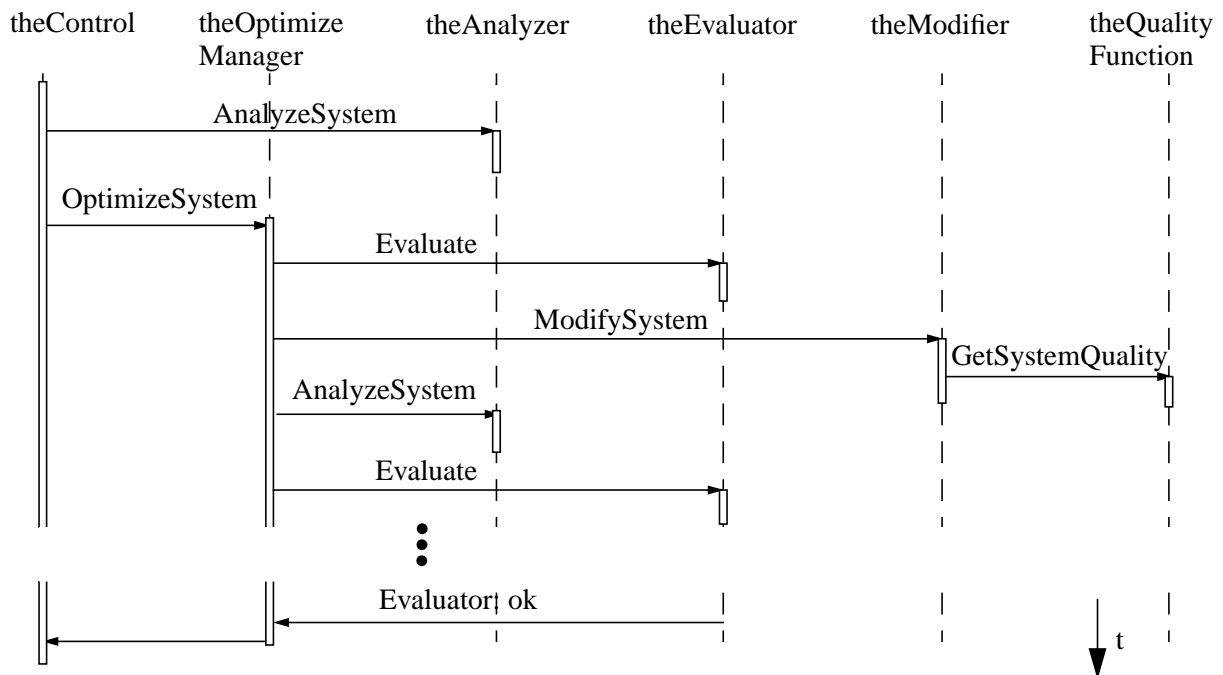 theControl
theOptimize
Manager
theAnalyzer
theEvaluator
theModifier
theQuality
Function
AnalyzeSystem
OptimizeSystem
Evaluate
ModifySystem
GetSystemQuality
AnalyzeSystem
Evaluate
Evaluator: ok
t